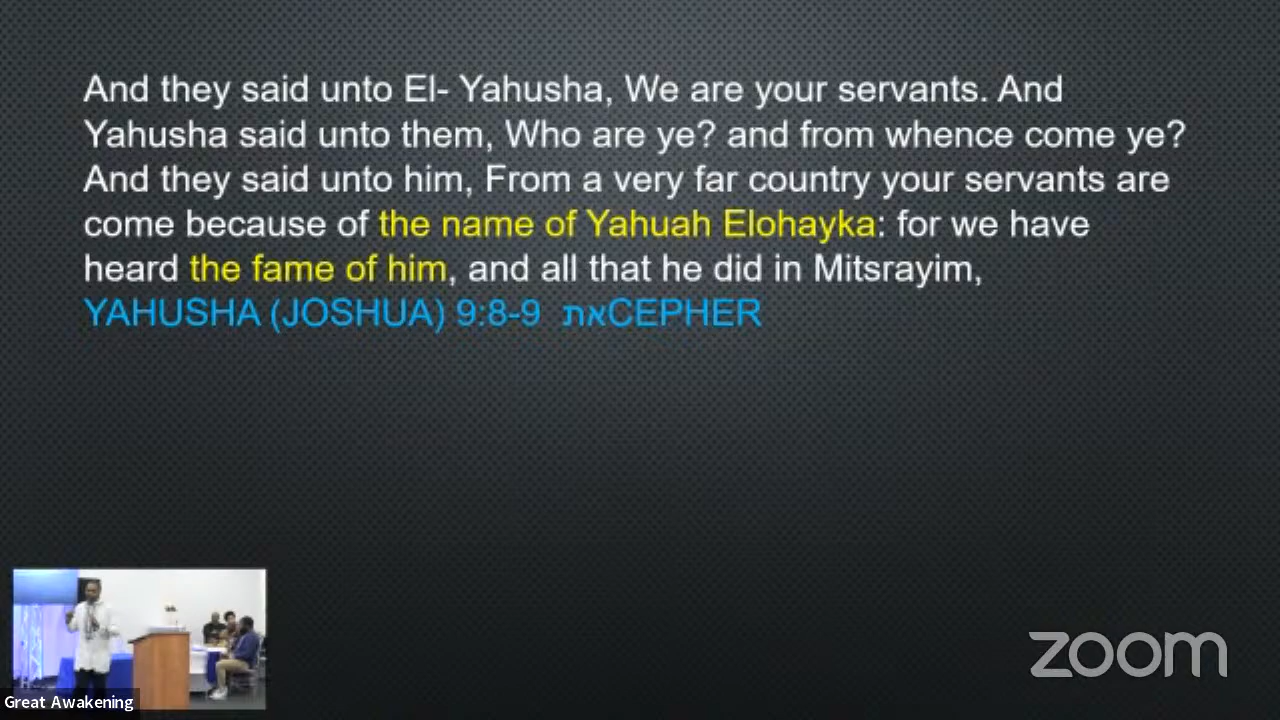 And they said unto El- Yahusha, We are your servants. And
Yahusha said unto them, Who are ye? and from whence come ye?
And they said unto him, From a very far country your servants are
come because of the name of Yahuah Elohayka: for we have
heard the fame of him, and all that he did in Mitsrayim,
YAHUSHA (JOSHUA) 9:8-9 את CEPHER
zoom
Great Awakening